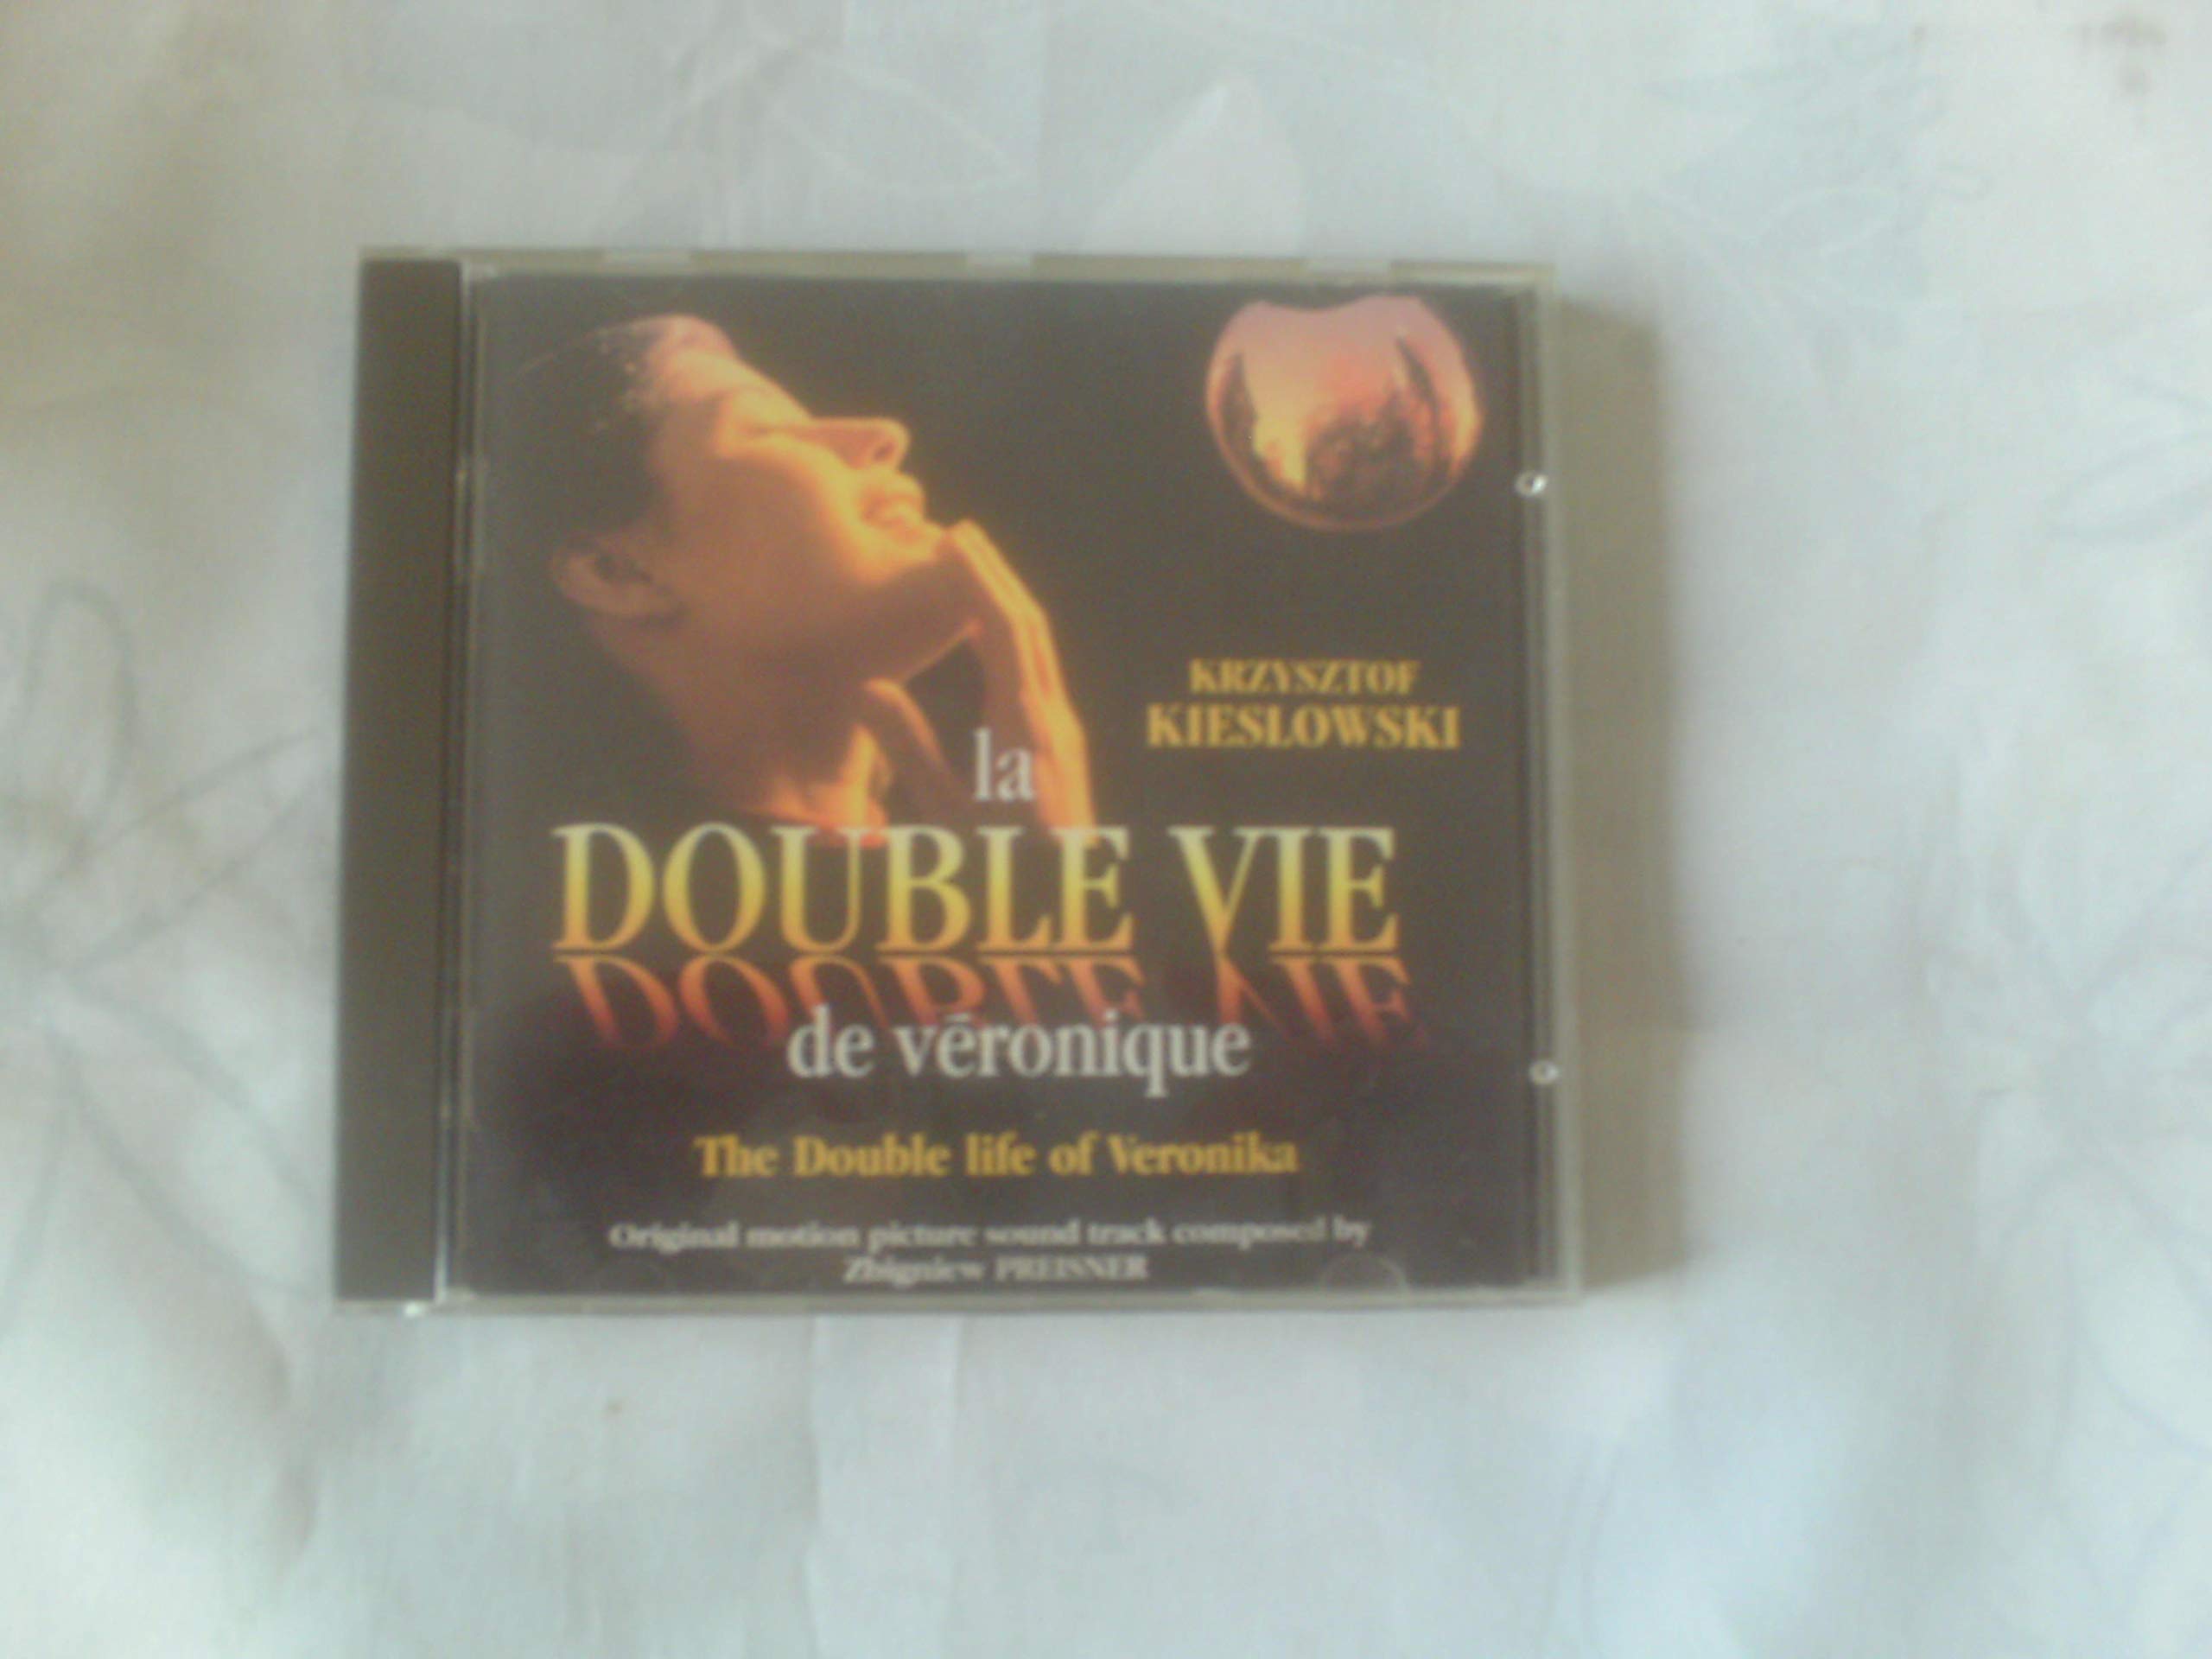 KRZYSZTOF
KIESLOWSKI
la
DOUBLE VIE
de vēronique
The Double life of Veronika
Original motion picture sound track composed by
Zbigniew PREISNER